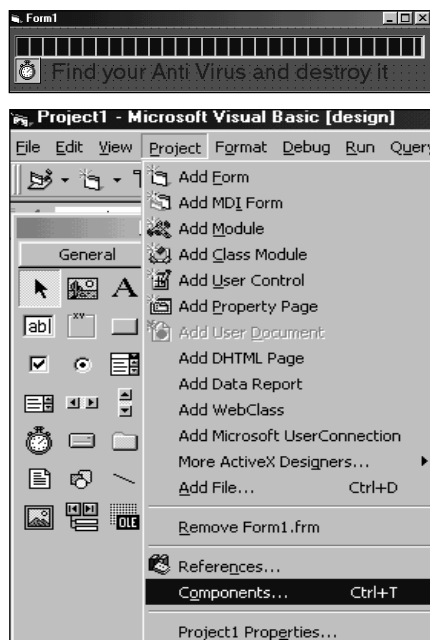 Form1
Find your Anti Virus and destroy it
Project1 - Microsoft Visual Basic [design]
File Edit View Project Format Debug Run Query
General
A
ab|
xv
OLE
Add Form
Add MDI Form
Add Module
Add Class Module
Add User Control
Add Property Page
Add User Document
Add DHTML Page
Add Data Report
Add WebClass
Add Microsoft UserConnection
More ActiveX Designers...
Add File... Ctrl+D
Remove Form1.frm
References...
Components... Ctrl+T
Project1 Properties...